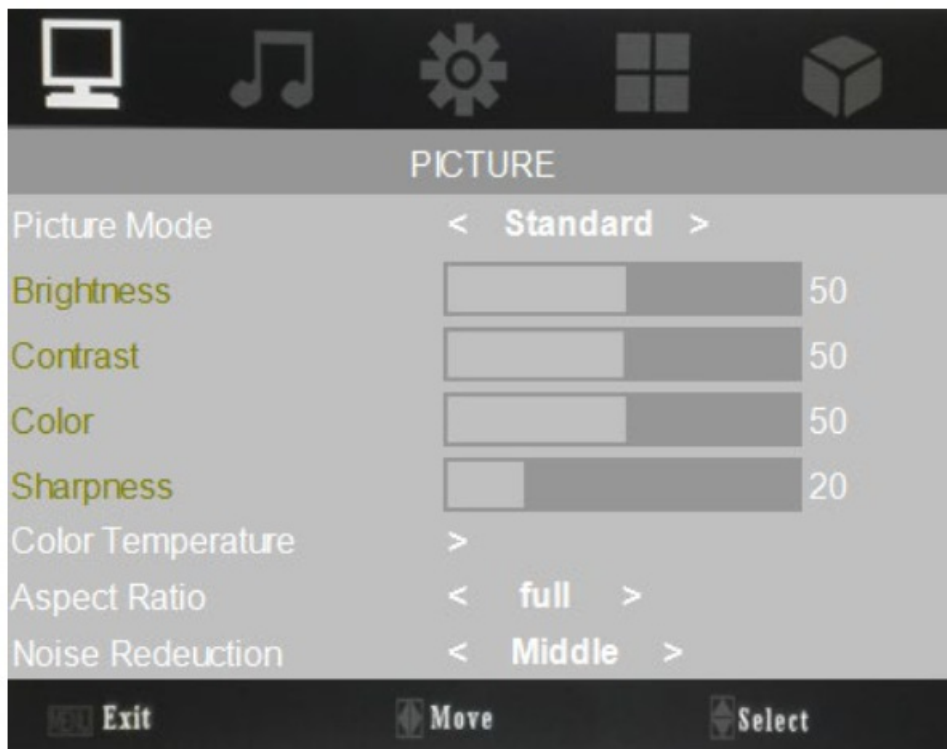 PICTURE
Picture Mode < Standard >
Brightness 50
Contrast 50
Color 50
Sharpness 20
Color Temperature >
Aspect Ratio < full >
Noise Redeuction < Middle >
MENU Exit Move Select